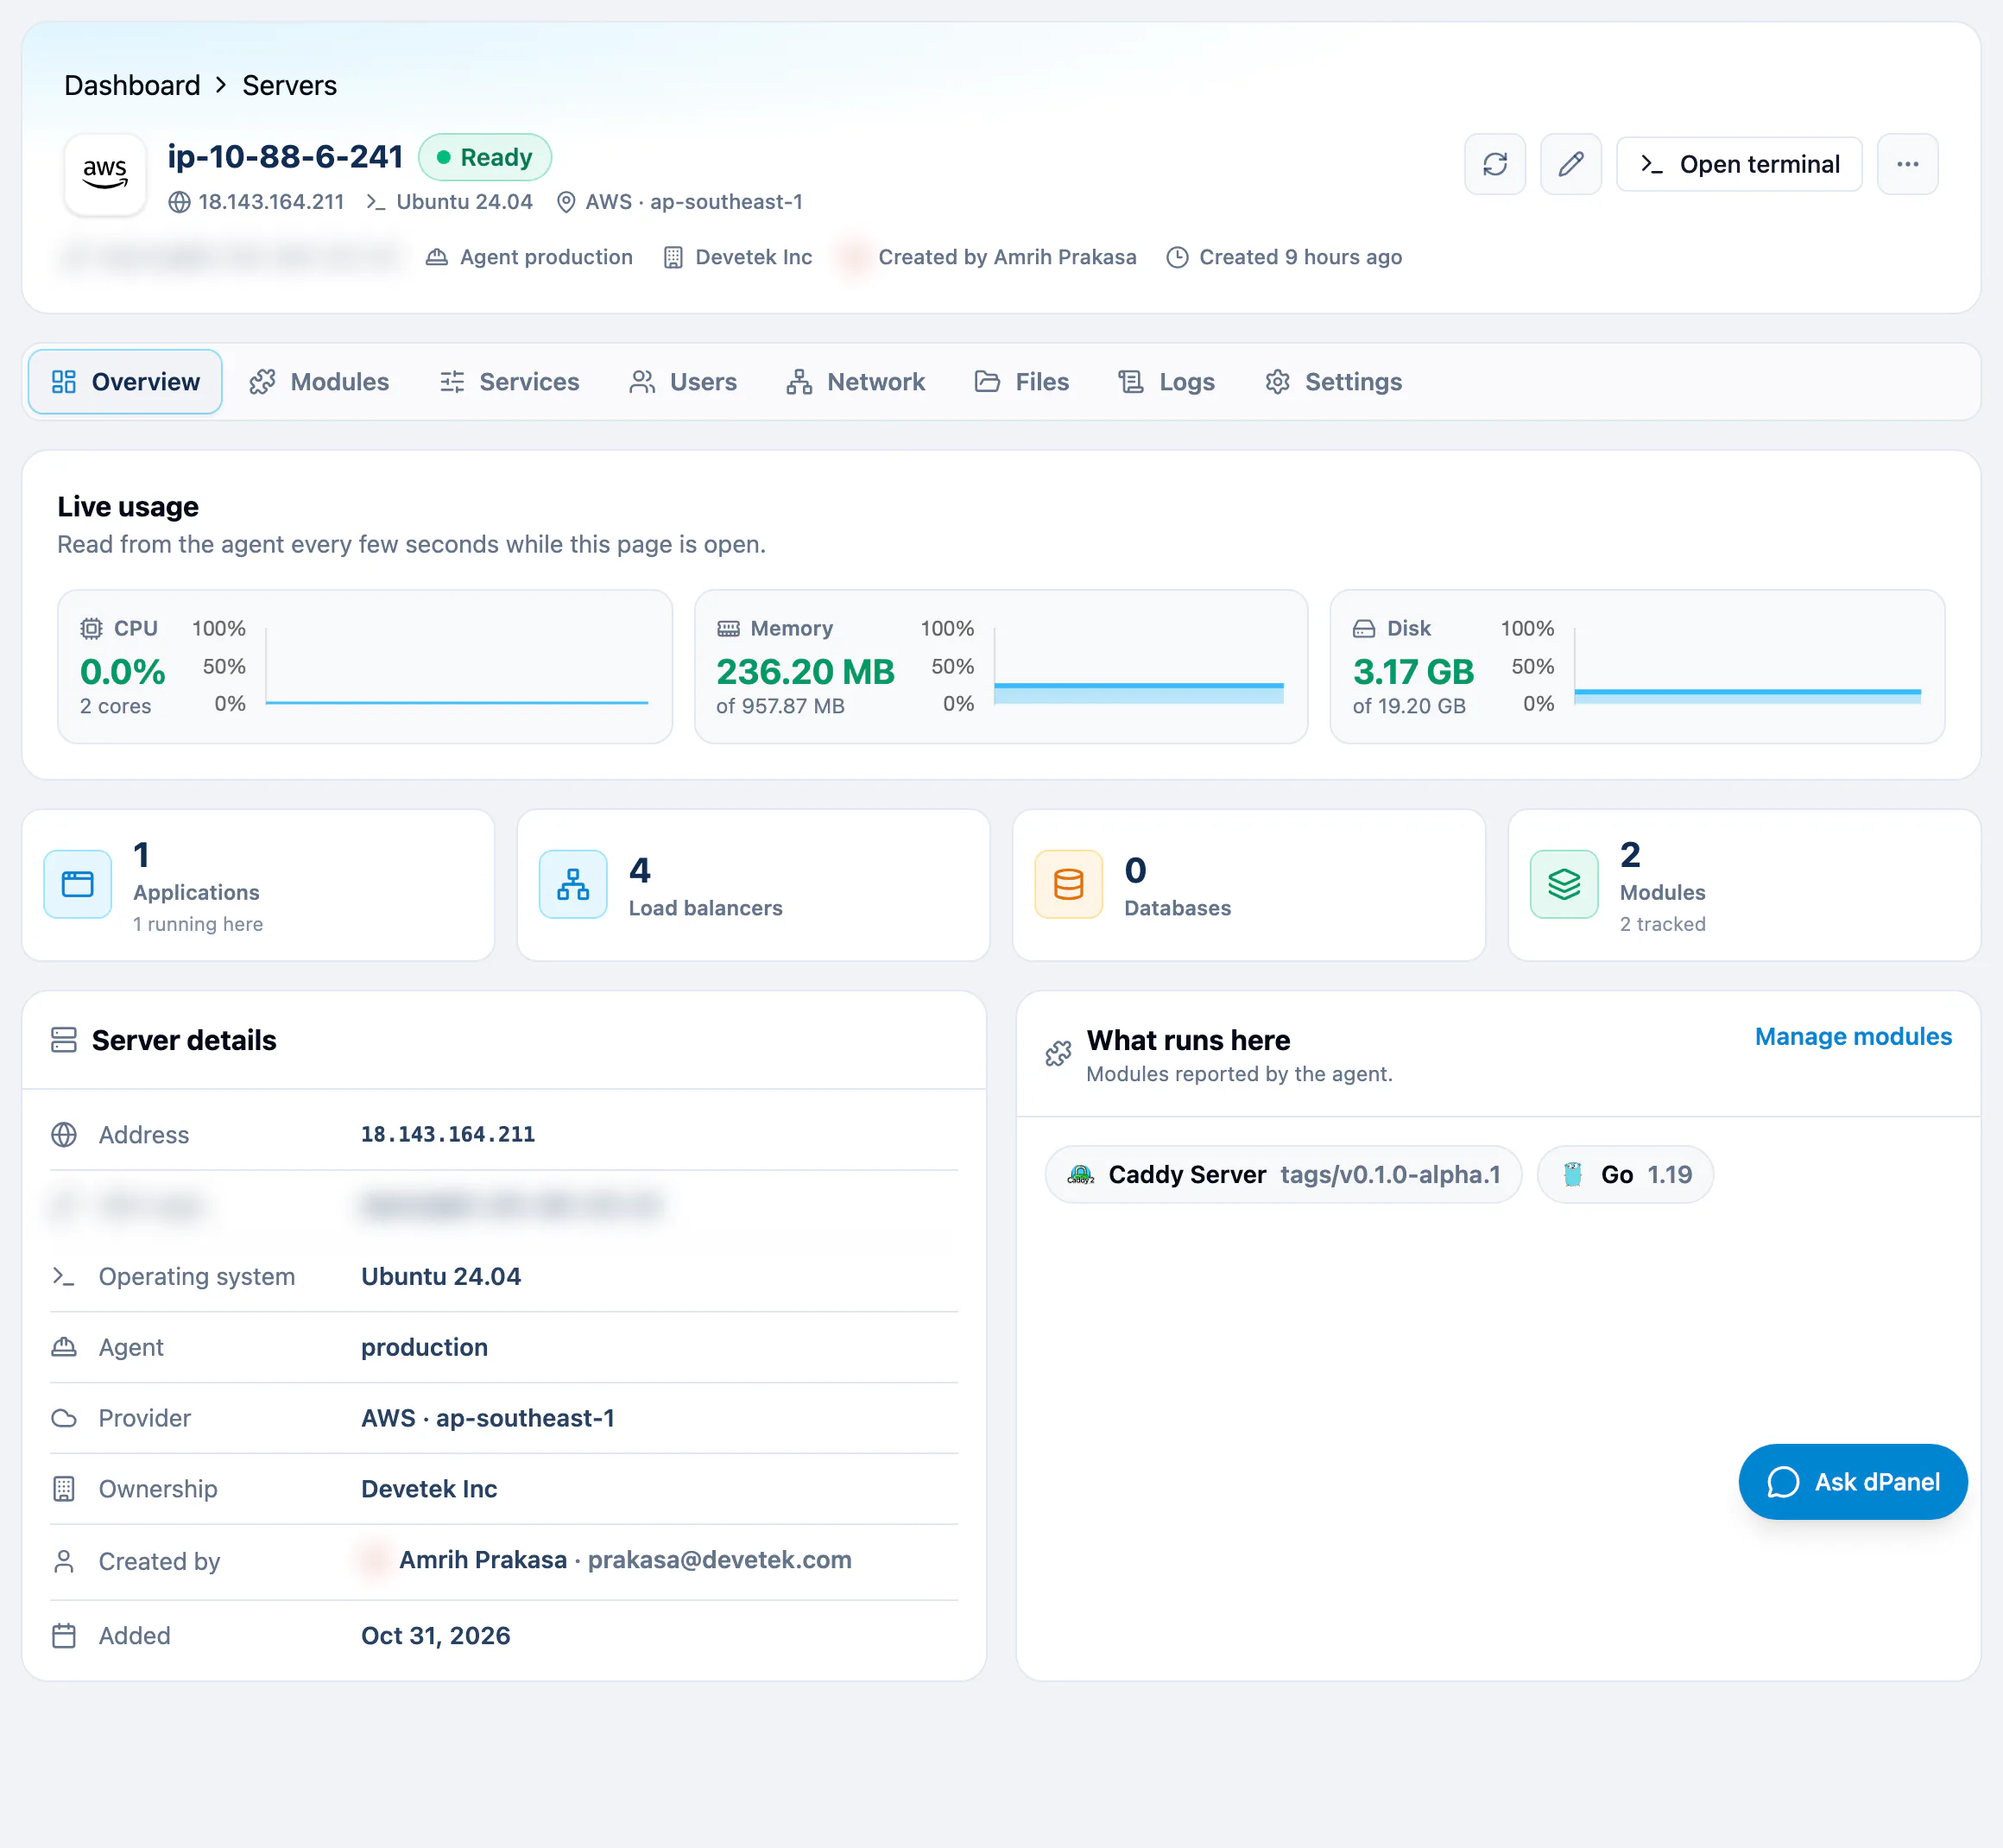 Dashboard > Servers
aws
ip-10-88-6-241 Ready
18.143.164.211 Ubuntu 24.04 AWS · ap-southeast-1
Agent production Devetek Inc Created by Amrih Prakasa Created 9 hours ago
Open terminal
Overview Modules Services Users Network Files Logs Settings
Live usage
Read from the agent every few seconds while this page is open.
CPU
0.0%
2 cores
100%
50%
0%
Memory
236.20 MB
of 957.87 MB
100%
50%
0%
Disk
3.17 GB
of 19.20 GB
100%
50%
0%
1
Applications
1 running here
4
Load balancers
0
Databases
2
Modules
2 tracked
Server details
Address 18.143.164.211
Operating system Ubuntu 24.04
Agent production
Provider AWS · ap-southeast-1
Ownership Devetek Inc
Created by Amrih Prakasa · prakasa@devetek.com
Added Oct 31, 2026
What runs here
Modules reported by the agent.
Manage modules
Caddy Server tags/v0.1.0-alpha.1
Go 1.19
Ask dPanel